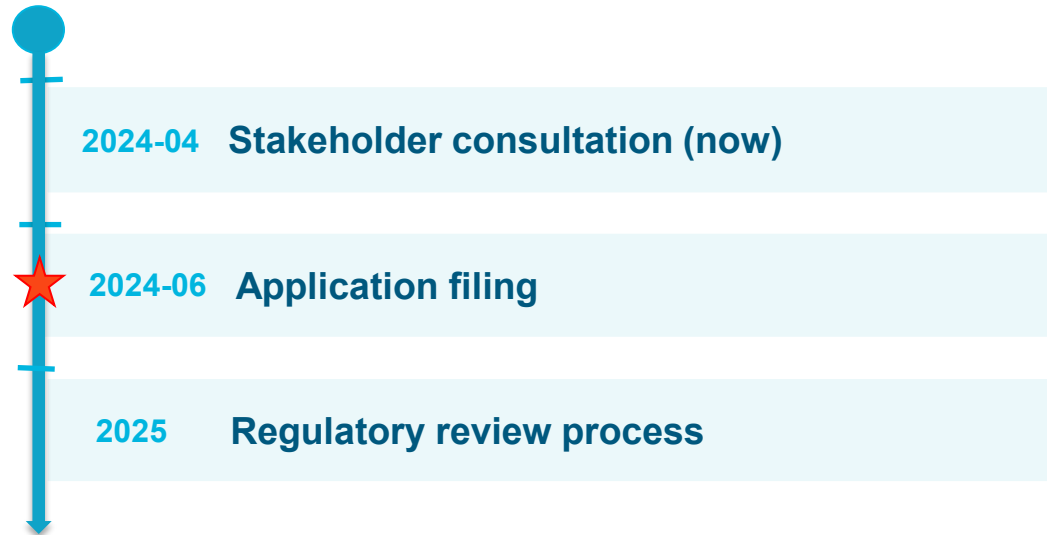 2024-04 Stakeholder consultation (now)
2024-06 Application filing
2025 Regulatory review process